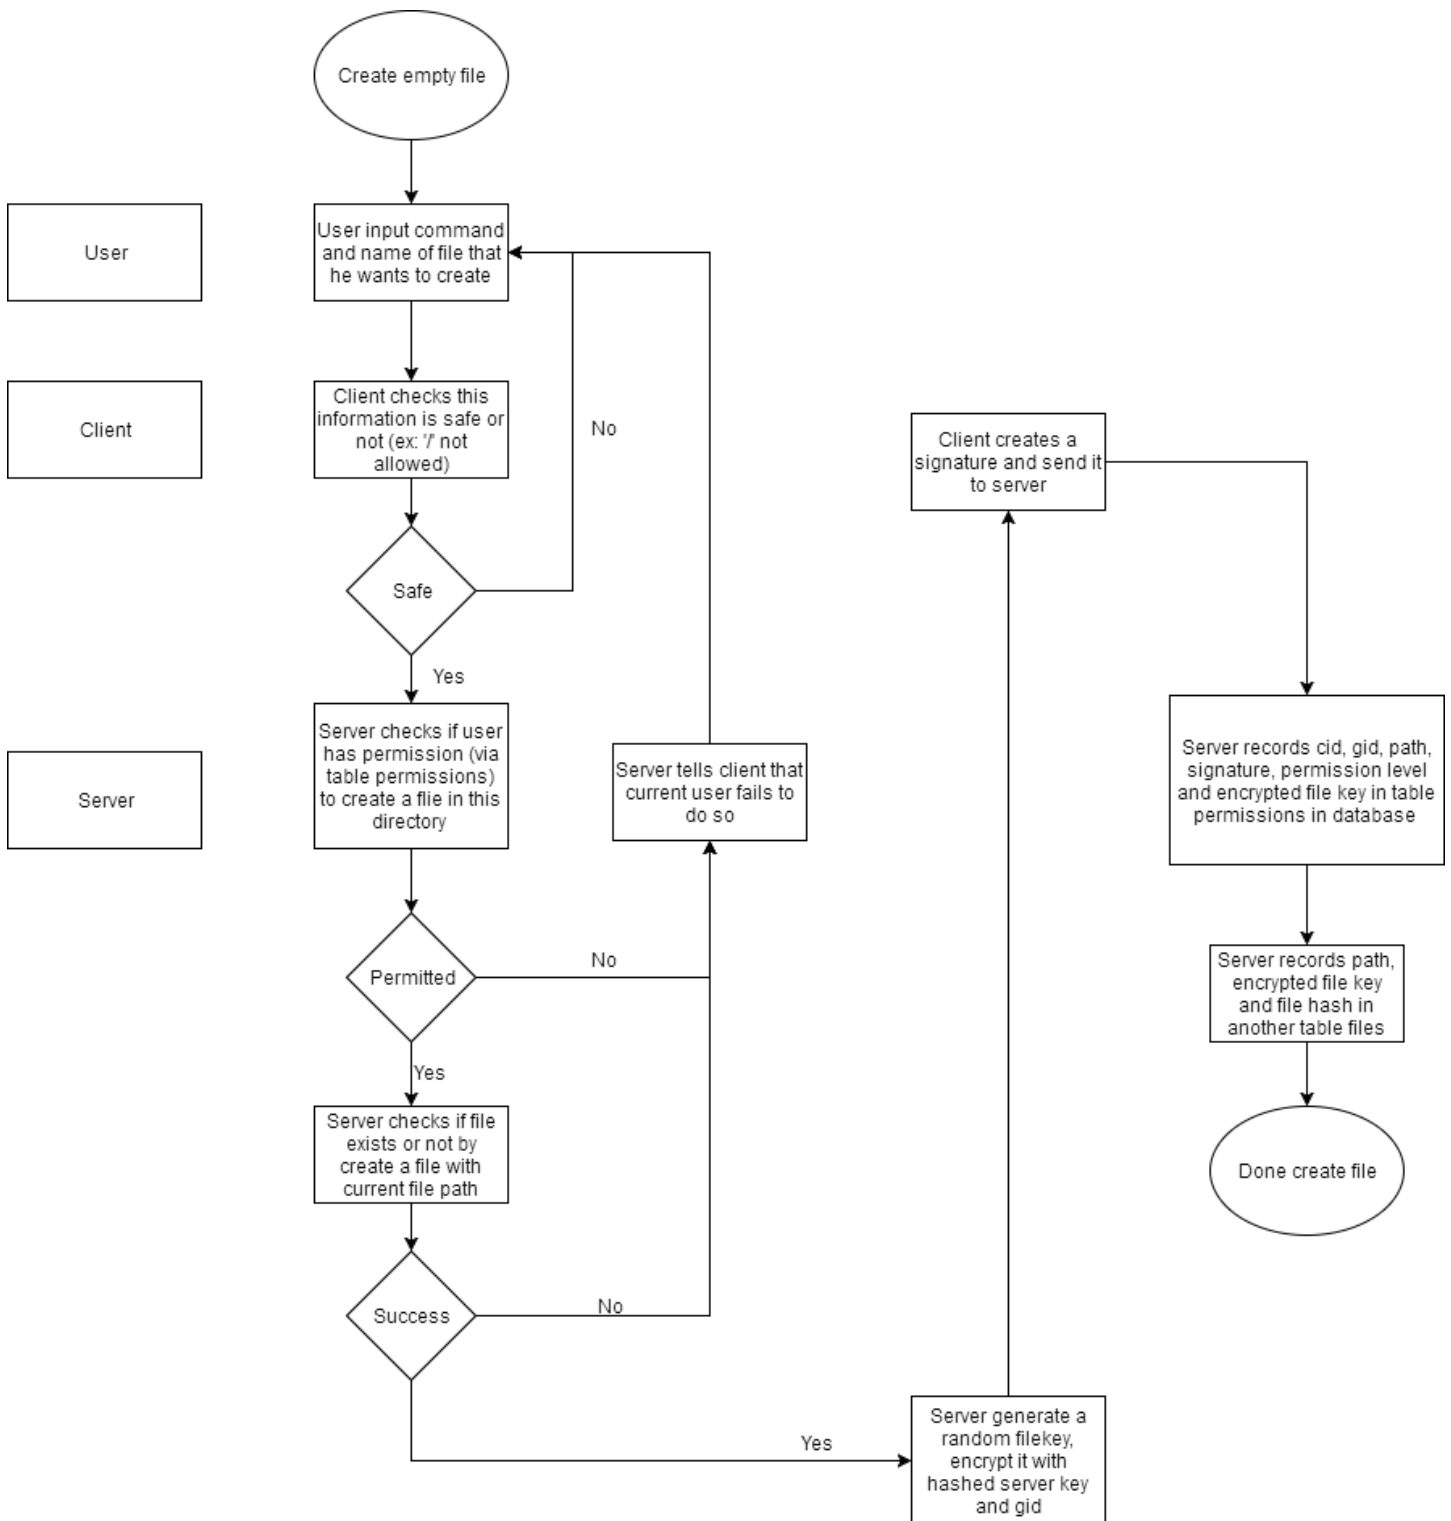 Create empty file
User
User input command
and name of file that
he wants to create
Client
Client checks this
information is safe or
not (ex: '/' not
allowed)
No
Client creates a
signature and send it
to server
Safe
Yes
Server
Server checks if user
has permission (via
table permissions)
to create a flie in this
directory
Server tells client that
current user fails to
do so
Server records cid, gid, path,
signature, permission level
and encrypted file key in table
permissions in database
Permitted
No
Server records path,
encrypted file key
and file hash in
another table files
Yes
Server checks if file
exists or not by
create a file with
current file path
Done create file
Success
No
Yes
Server generate a
random filekey,
encrypt it with
hashed server key
and gid